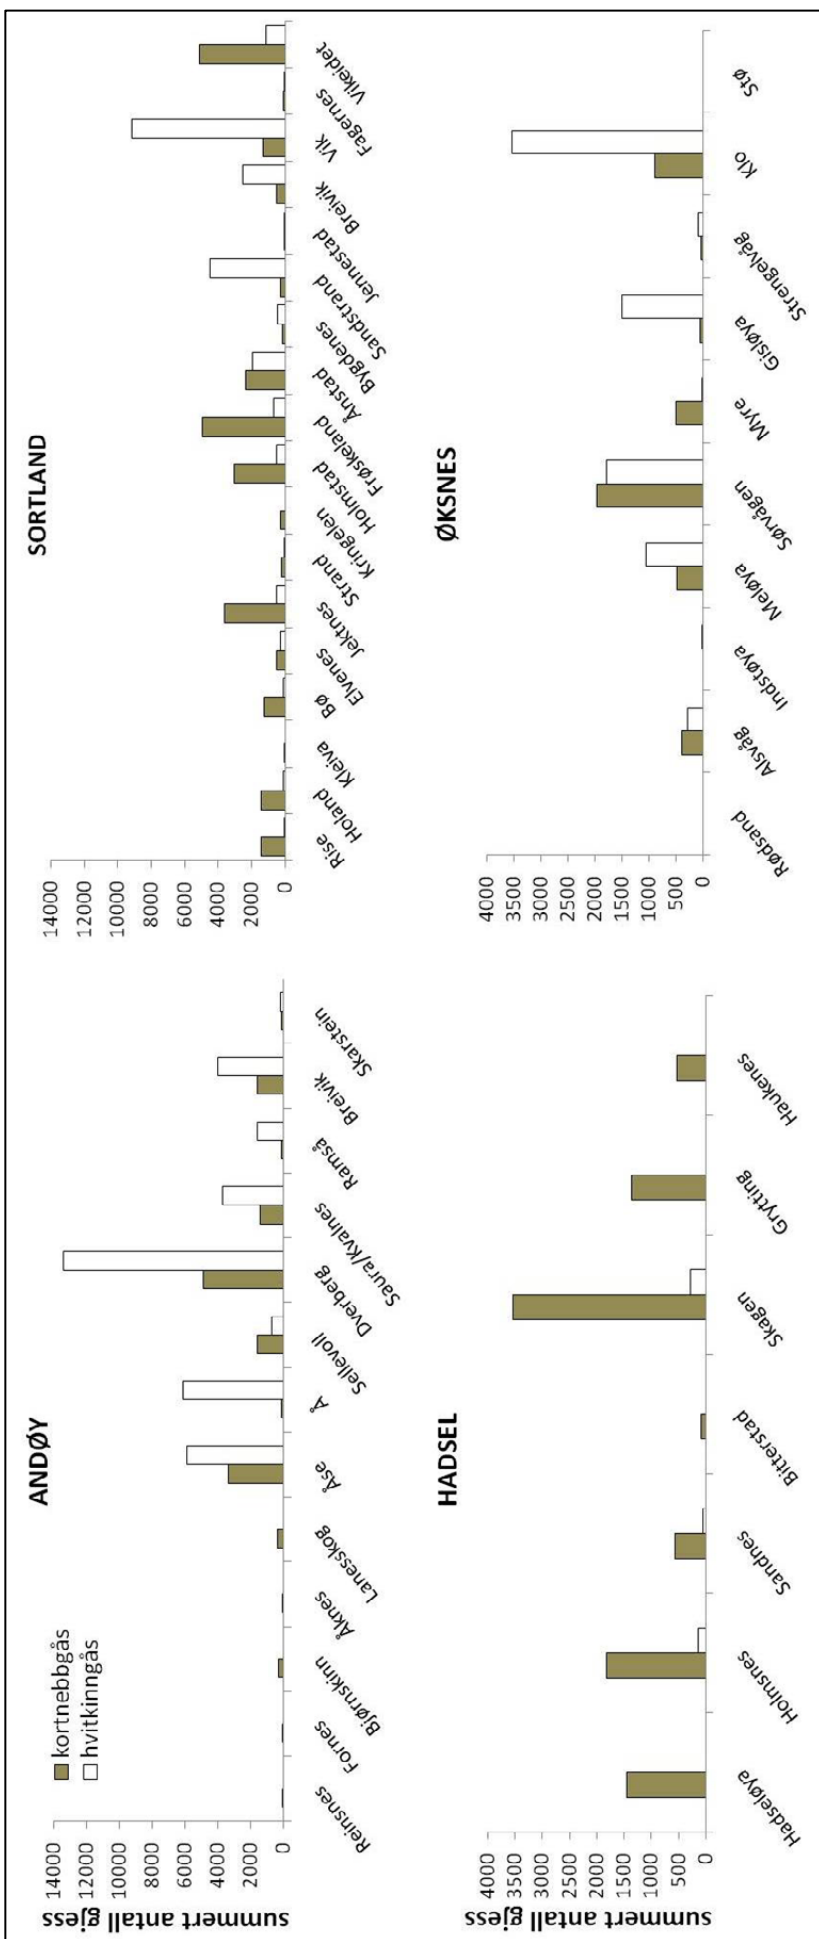 ANDØY
kortnebbgås
hvitkinngås
summert antall gjess
14000
12000
10000
8000
6000
4000
2000
0
Reinsnes
Fornes
Bjørnskinn
Åknes
Lanesskog
Åse
Å
Sellevoll
Dverberg
Saura/Kvalnes
Ramså
Breivik
Skarstein
SORTLAND
14000
12000
10000
8000
6000
4000
2000
0
Rise
Holand
Kleiva
Bø
Elvenes
Jektnes
Strand
Kringelen
Holmstad
Frøskeland
Ånstad
Bygdenes
Sandstrand
Jennestad
Breivik
Vik
Fagernes
Vikeidet
HADSEL
summert antall gjess
4000
3500
3000
2500
2000
1500
1000
500
0
Hadseløya
Holmsnes
Sandnes
Bitterstad
Skagen
Grytting
Haukenes
ØKSNES
4000
3500
3000
2500
2000
1500
1000
500
0
Rødsand
Alsvåg
Indstøya
Meløya
Sørvågen
Myre
Gisløya
Strengelvåg
Klo
Stø